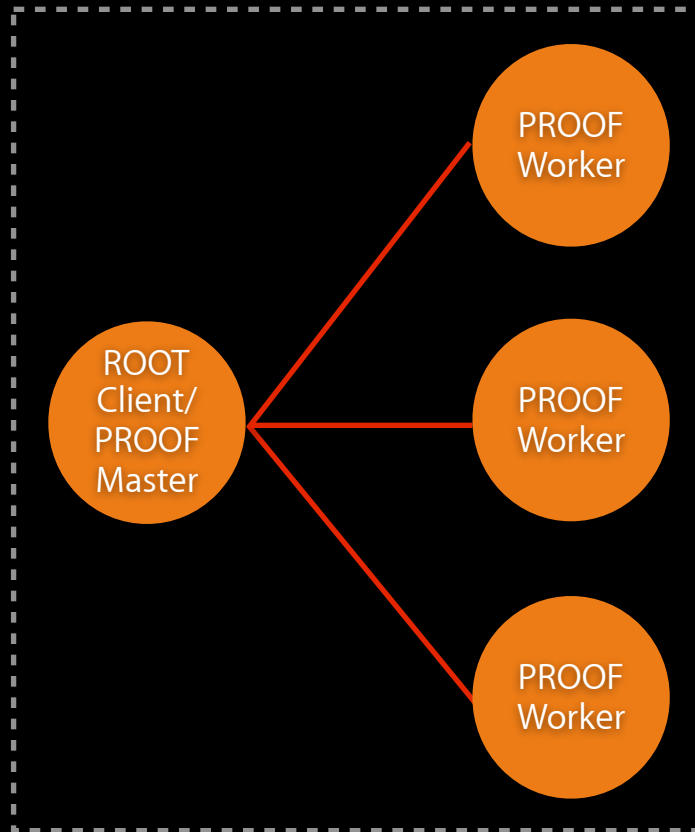 PROOF
Worker
ROOT
Client/
PROOF
Master
PROOF
Worker
PROOF
Worker